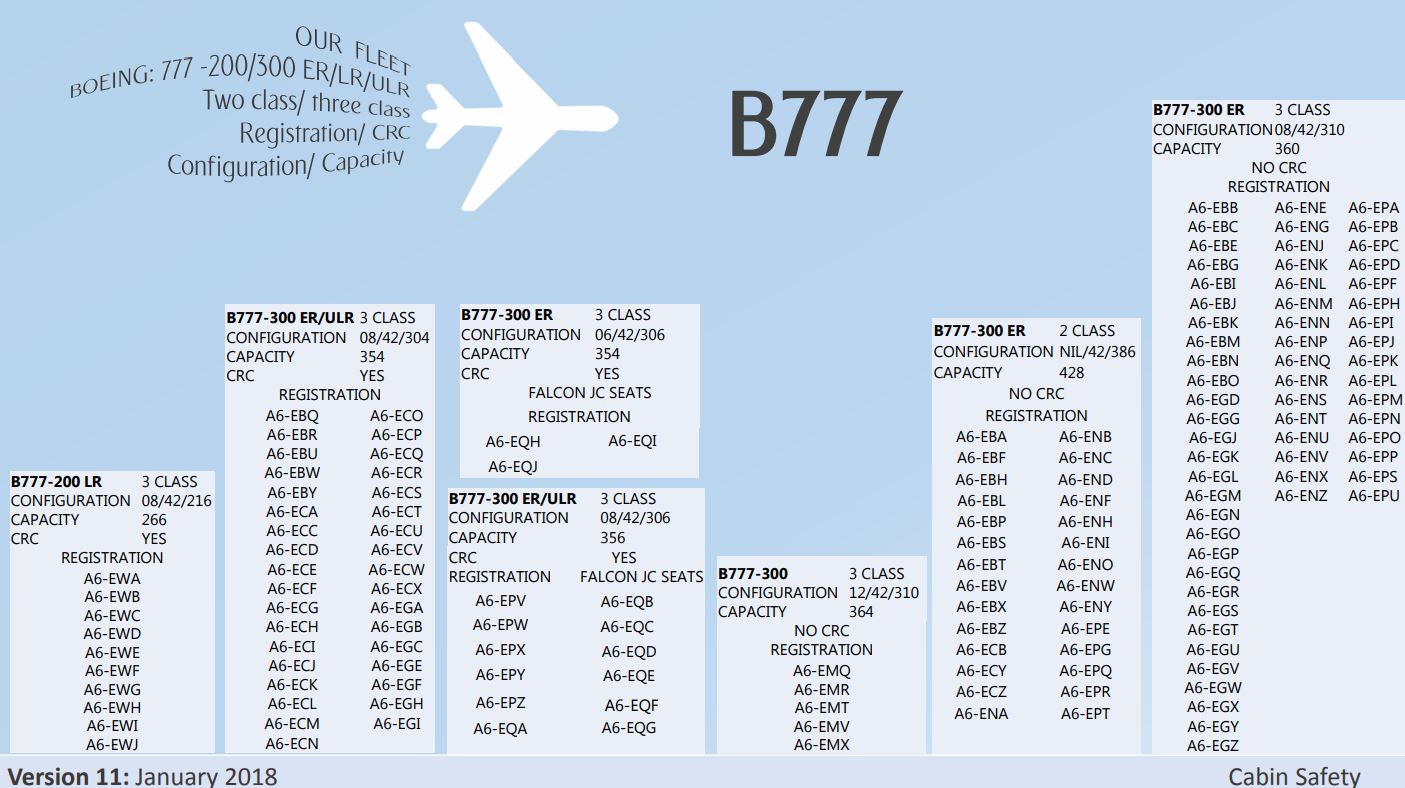 OUR FLEET
BOEING: 777 -200/300 ER/LR/ULR
Two class/ three class
Registration/ CRC
Configuration/ Capacity
B777
B777-200 LR 3 CLASS
CONFIGURATION 08/42/216
CAPACITY 266
CRC YES
REGISTRATION
A6-EWA
A6-EWB
A6-EWC
A6-EWD
A6-EWE
A6-EWF
A6-EWG
A6-EWH
A6-EWI
A6-EWJ
B777-300 ER/ULR 3 CLASS
CONFIGURATION 08/42/304
CAPACITY 354
CRC YES
REGISTRATION
A6-EBQ A6-ECO
A6-EBR A6-ECP
A6-EBU A6-ECQ
A6-EBW A6-ECR
A6-EBY A6-ECS
A6-ECA A6-ECT
A6-ECC A6-ECU
A6-ECD A6-ECV
A6-ECE A6-ECW
A6-ECF A6-ECX
A6-ECG A6-EGA
A6-ECH A6-EGB
A6-ECI A6-EGC
A6-ECJ A6-EGE
A6-ECK A6-EGF
A6-ECL A6-EGH
A6-ECM A6-EGI
A6-ECN
B777-300 ER 3 CLASS
CONFIGURATION 06/42/306
CAPACITY 354
CRC YES
FALCON JC SEATS
REGISTRATION
A6-EQH A6-EQI
A6-EQJ
B777-300 ER/ULR 3 CLASS
CONFIGURATION 08/42/306
CAPACITY 356
CRC YES
REGISTRATION FALCON JC SEATS
A6-EPV A6-EQB
A6-EPW A6-EQC
A6-EPX A6-EQD
A6-EPY A6-EQE
A6-EPZ A6-EQF
A6-EQA A6-EQG
B777-300 3 CLASS
CONFIGURATION 12/42/310
CAPACITY 364
NO CRC
REGISTRATION
A6-EMQ
A6-EMR
A6-EMT
A6-EMV
A6-EMX
B777-300 ER 2 CLASS
CONFIGURATION NIL/42/386
CAPACITY 428
NO CRC
REGISTRATION
A6-EBA A6-ENB
A6-EBF A6-ENC
A6-EBH A6-END
A6-EBL A6-ENF
A6-EBP A6-ENH
A6-EBS A6-ENI
A6-EBT A6-ENO
A6-EBV A6-ENW
A6-EBX A6-ENY
A6-EBZ A6-EPE
A6-ECB A6-EPG
A6-ECY A6-EPQ
A6-ECZ A6-EPR
A6-ENA A6-EPT
B777-300 ER 3 CLASS
CONFIGURATION 08/42/310
CAPACITY 360
NO CRC
REGISTRATION
A6-EBB A6-ENE A6-EPA
A6-EBC A6-ENG A6-EPB
A6-EBE A6-ENJ A6-EPC
A6-EBG A6-ENK A6-EPD
A6-EBI A6-ENL A6-EPF
A6-EBJ A6-ENM A6-EPH
A6-EBK A6-ENN A6-EPI
A6-EBM A6-ENP A6-EPJ
A6-EBN A6-ENQ A6-EPK
A6-EBO A6-ENR A6-EPL
A6-EGD A6-ENS A6-EPM
A6-EGG A6-ENT A6-EPN
A6-EGJ A6-ENU A6-EPO
A6-EGK A6-ENV A6-EPP
A6-EGL A6-ENX A6-EPS
A6-EGM A6-ENZ A6-EPU
A6-EGN
A6-EGO
A6-EGP
A6-EGQ
A6-EGR
A6-EGS
A6-EGT
A6-EGU
A6-EGV
A6-EGW
A6-EGX
A6-EGY
A6-EGZ
Version 11: January 2018
Cabin Safety